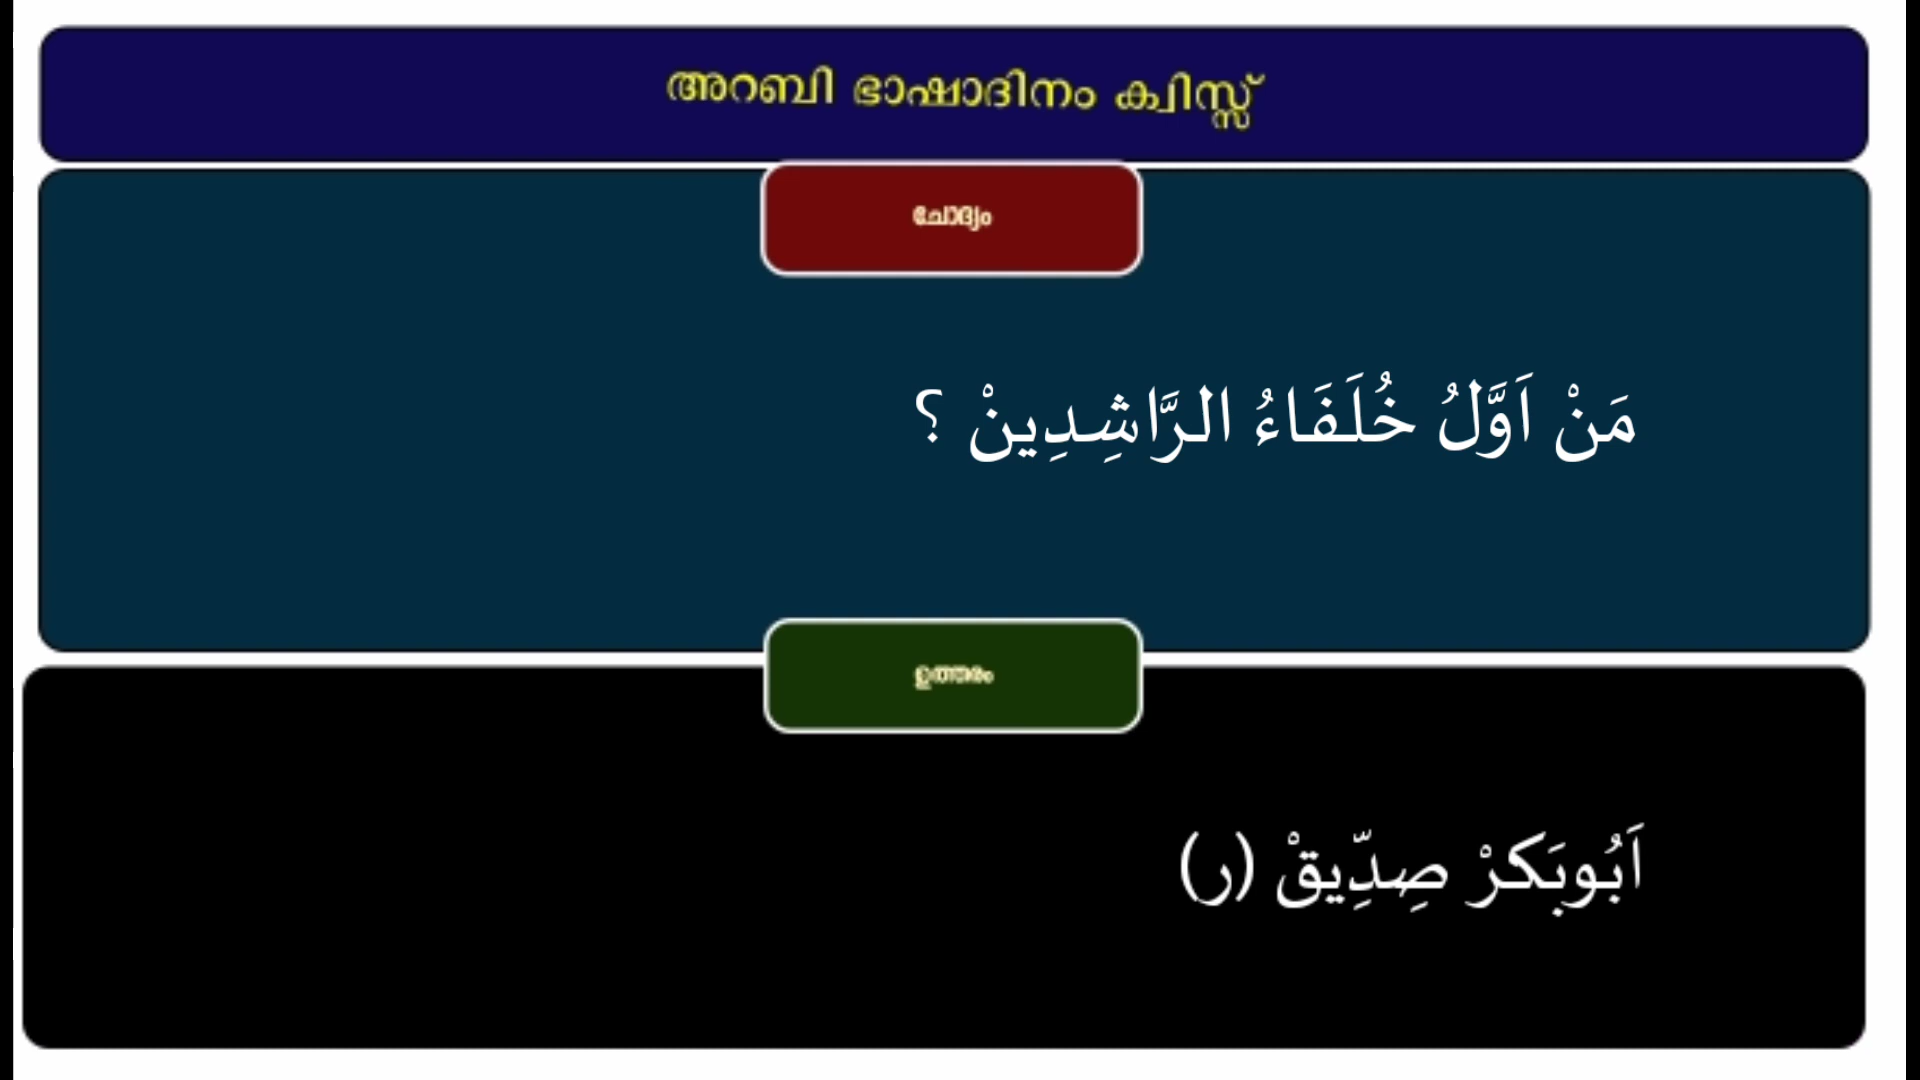 അറബി ഭാഷാദിനം ക്വിസ്സ്
ചോദ്യം
مَنْ اَوَّلُ خُلَفَاءُ الرَّاشِدِينْ ؟
ഉത്തരം
اَبُوبَكرْ صِدِّيقْ (ر)